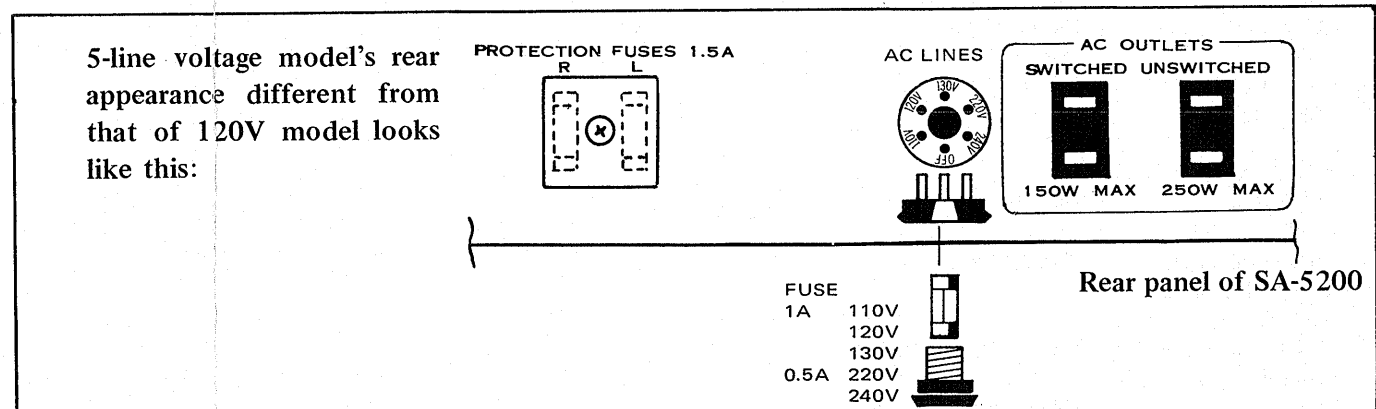 5-line voltage model's rear
appearance different from
that of 120V model looks
like this:
PROTECTION FUSES 1.5A
R L
AC LINES
110V 120V 130V 220V 240V OFF
AC OUTLETS
SWITCHED UNSWITCHED
150W MAX 250W MAX
Rear panel of SA-5200
FUSE
1A 110V
120V
130V
0.5A 220V
240V